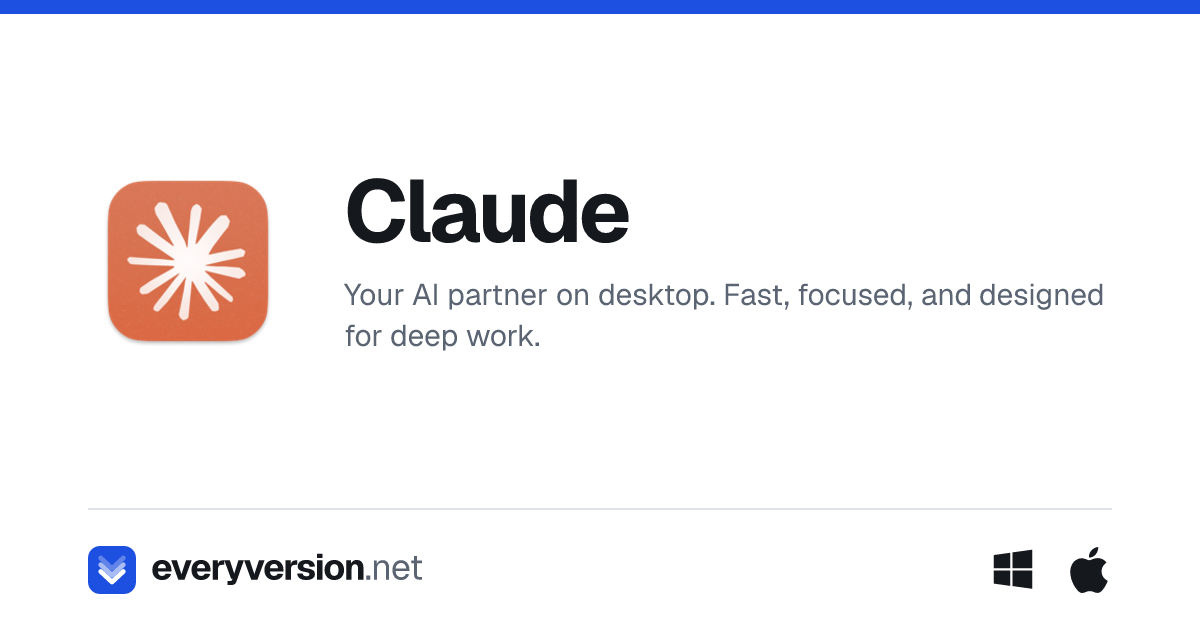 Claude
Your AI partner on desktop. Fast, focused, and designed
for deep work.
everyversion.net